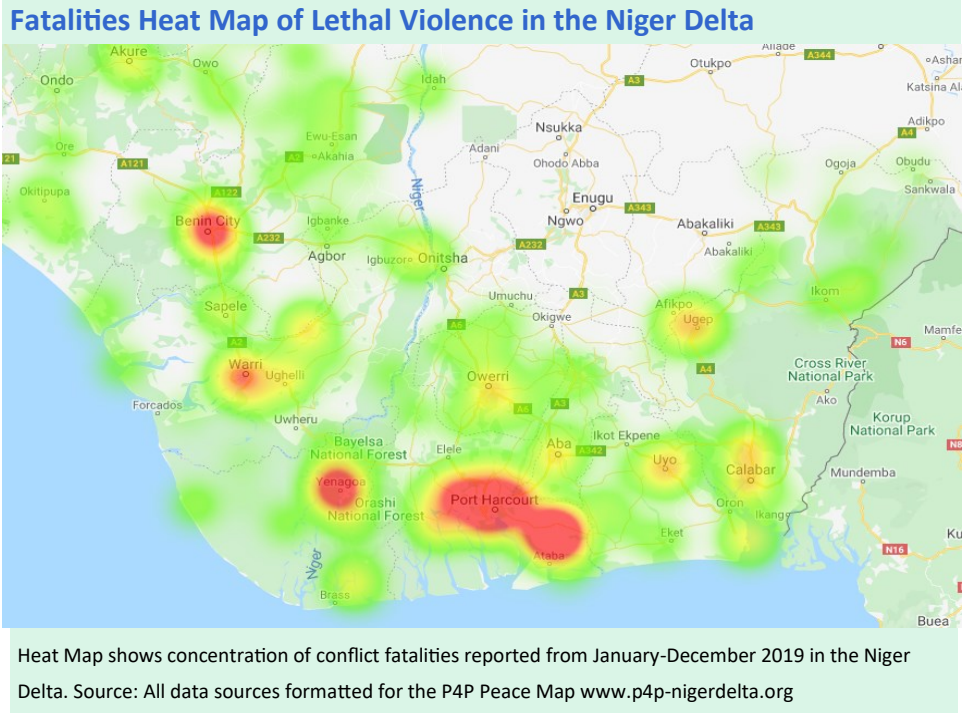 Fatalities Heat Map of Lethal Violence in the Niger Delta
Akure
Owo
Ondo
Idah
Otukpo
Aliade
A344
A3
Katsina
Adikpo
A4
Ore
21
A121
Ewu-Esan
A2
Akahia
Adani
Nsukka
Ohodo Abba
Ogoja
Obudu
Sankwala
Okitipupa
A122
Niger
Enugu
Ngwo
A343
Benin City
Igbanke
A232
Agbor
Igbuzor
Onitsha
A232
Abakaliki
A343
Abakaliki
Sapele
Umuchu
A3
Okigwe
Afikpo
Ugep
Ikom
A6
N6
Mamfe
A2
Warri
Ughelli
Owerri
A4
Cross River
National Park
Ako
Forcados
Uwheru
A6
A3
Korup
National Park
Bayelsa
National Forest
Elele
Aba
Ikot Ekpene
A342
N8
Uyo
Calabar
Mundemba
Yenagoa
Orashi
National Forest
Port Harcourt
Oron
Ikang
Eket
Ataba
N16
Niger
Brass
Buea
Heat Map shows concentration of conflict fatalities reported from January-December 2019 in the Niger
Delta. Source: All data sources formatted for the P4P Peace Map www.p4p-nigerdelta.org